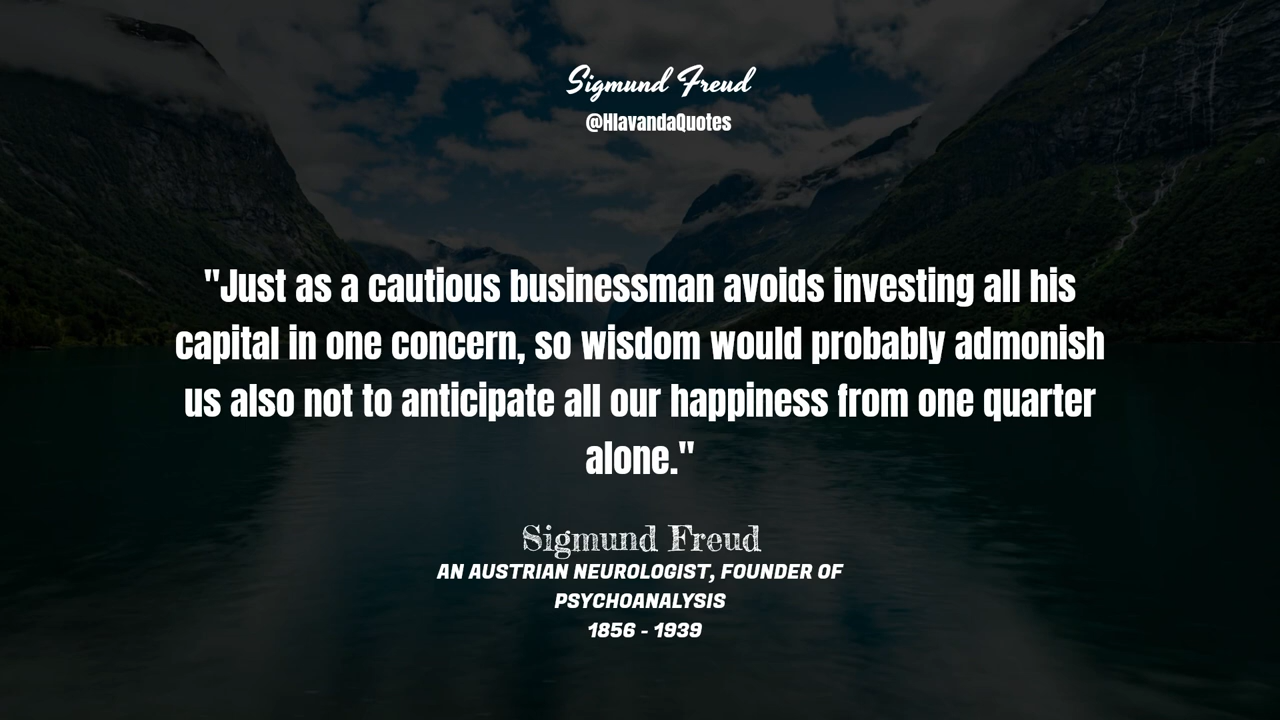 Sigmund Freud
@HlavandaQuotes
"Just as a cautious businessman avoids investing all his
capital in one concern, so wisdom would probably admonish
us also not to anticipate all our happiness from one quarter
alone."
Sigmund Freud
AN AUSTRIAN NEUROLOGIST, FOUNDER OF
PSYCHOANALYSIS
1856 - 1939